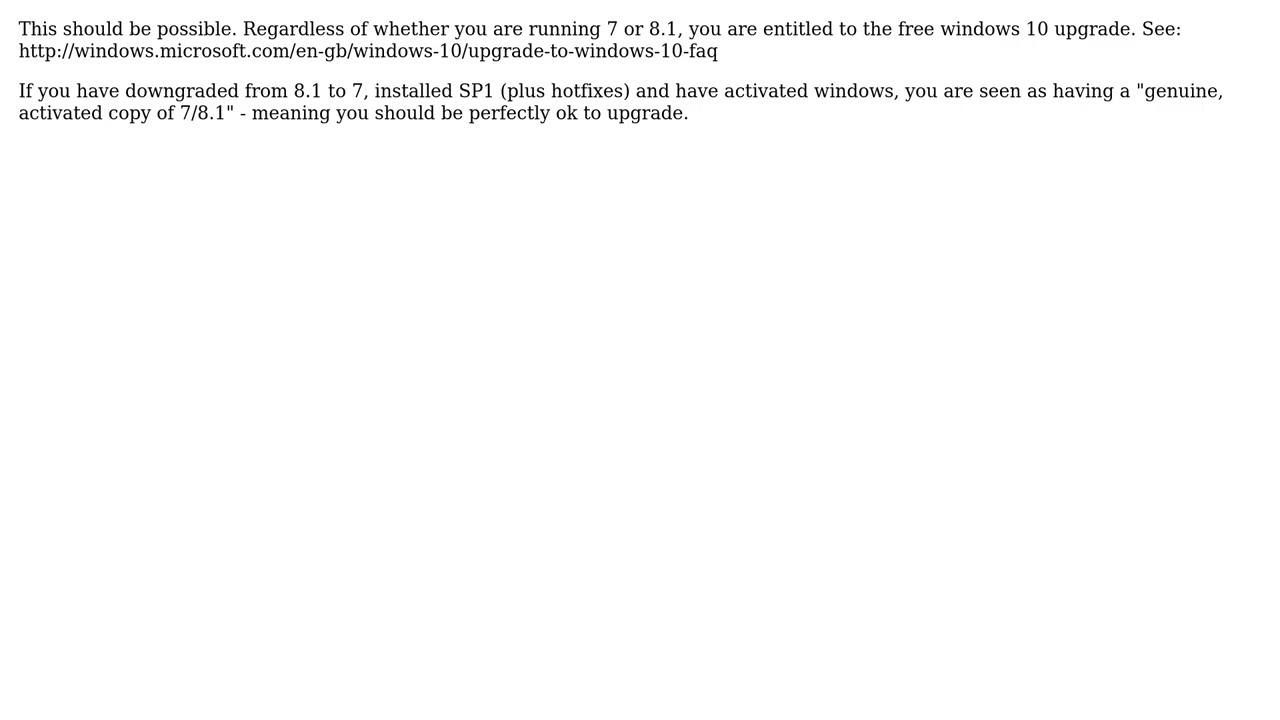 This should be possible. Regardless of whether you are running 7 or 8.1, you are entitled to the free windows 10 upgrade. See:
http://windows.microsoft.com/en-gb/windows-10/upgrade-to-windows-10-faq
If you have downgraded from 8.1 to 7, installed SP1 (plus hotfixes) and have activated windows, you are seen as having a "genuine,
activated copy of 7/8.1" - meaning you should be perfectly ok to upgrade.